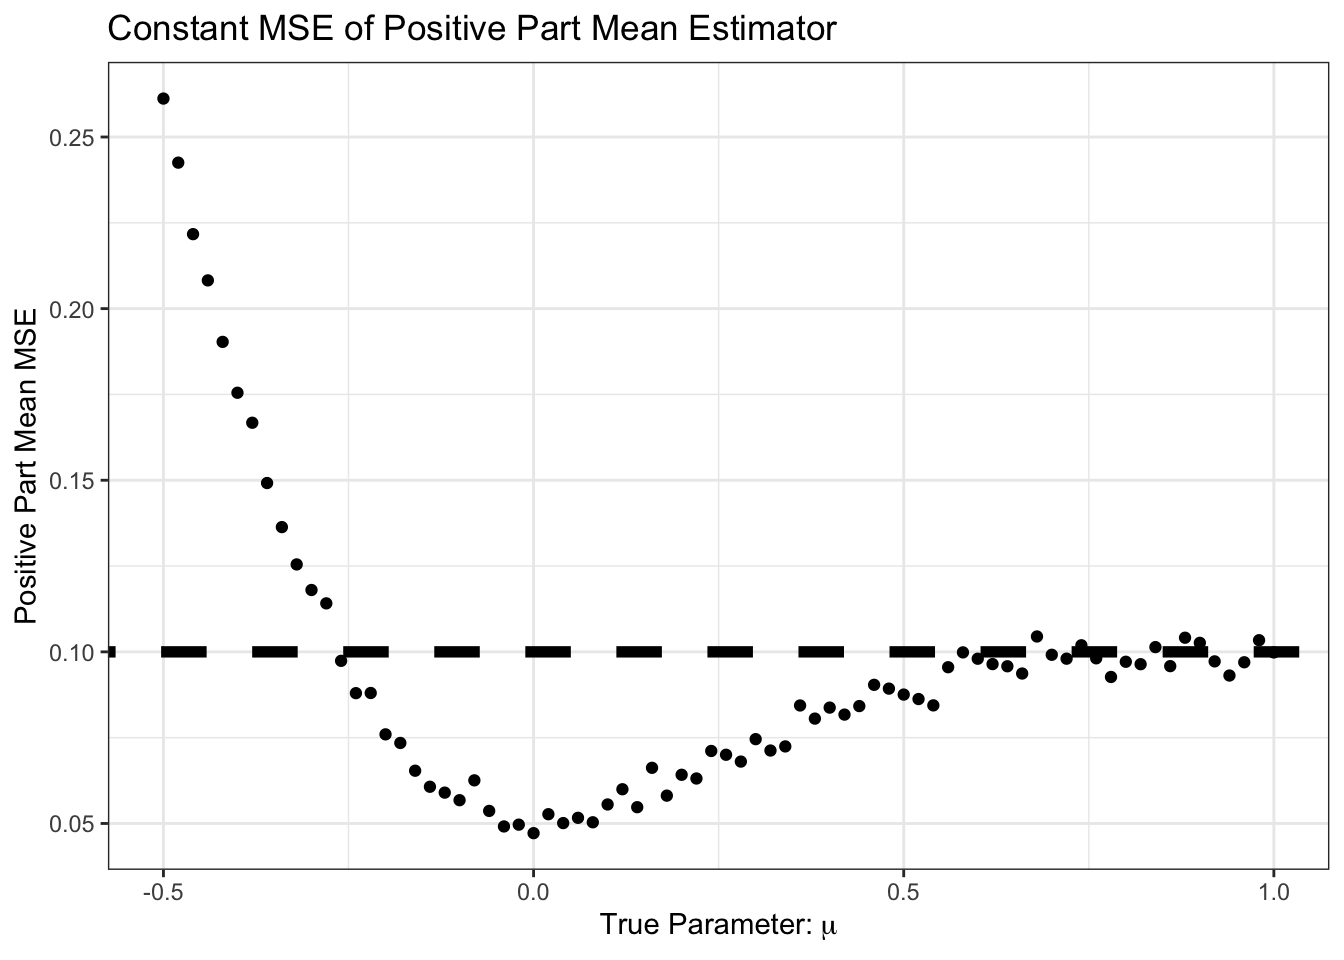 Constant MSE of Positive Part Mean Estimator
Positive Part Mean MSE
0.25
0.20
0.15
0.10
0.05
-0.5 0.0 0.5 1.0
True Parameter: μ